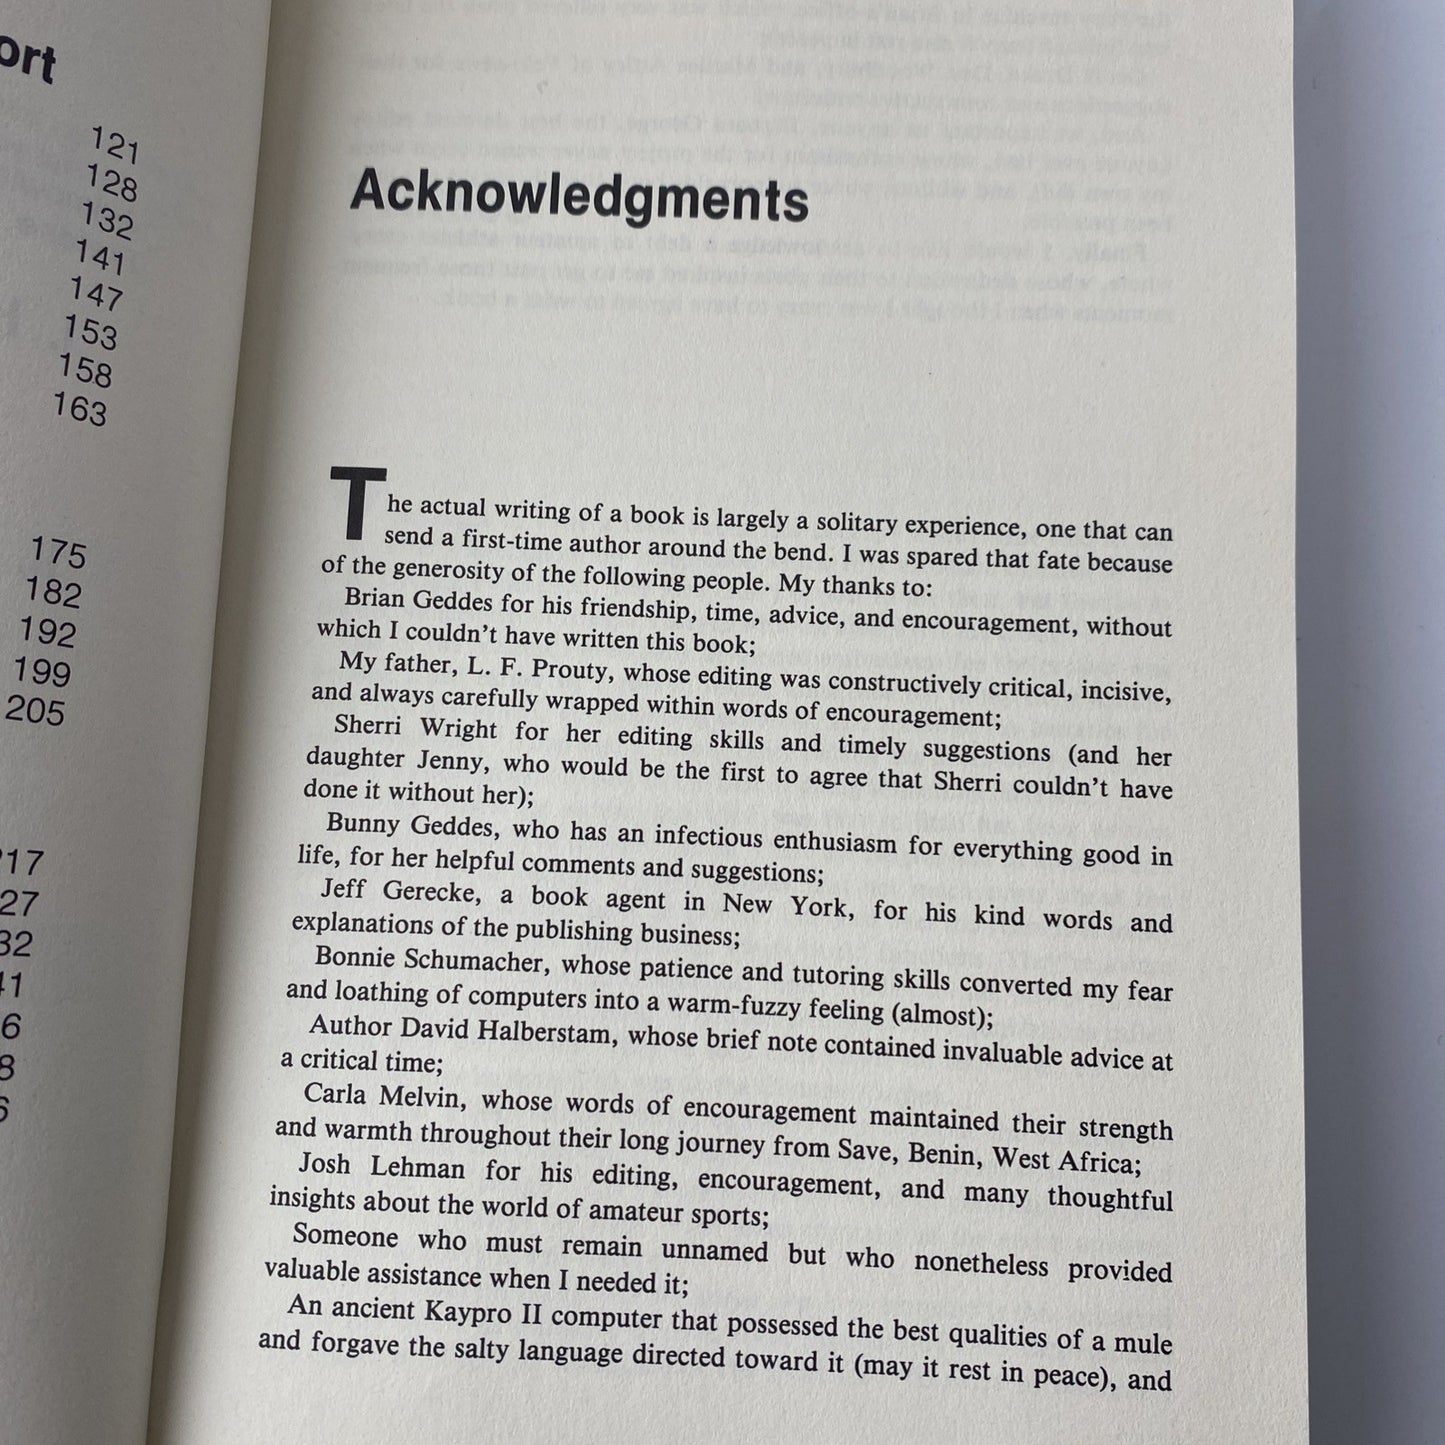 ort
121
128
132
141
147
153
158
163
175
182
192
199
205
217
27
32
41
6
8
6
Acknowledgments
The actual writing of a book is largely a solitary experience, one that can
send a first-time author around the bend. I was spared that fate because
of the generosity of the following people. My thanks to:
Brian Geddes for his friendship, time, advice, and encouragement, without
which I couldn't have written this book;
My father, L. F. Prouty, whose editing was constructively critical, incisive,
and always carefully wrapped within words of encouragement;
Sherri Wright for her editing skills and timely suggestions (and her
daughter Jenny, who would be the first to agree that Sherri couldn't have
done it without her);
Bunny Geddes, who has an infectious enthusiasm for everything good in
life, for her helpful comments and suggestions;
Jeff Gerecke, a book agent in New York, for his kind words and
explanations of the publishing business;
Bonnie Schumacher, whose patience and tutoring skills converted my fear
and loathing of computers into a warm-fuzzy feeling (almost);
Author David Halberstam, whose brief note contained invaluable advice at
a critical time;
Carla Melvin, whose words of encouragement maintained their strength
and warmth throughout their long journey from Save, Benin, West Africa;
Josh Lehman for his editing, encouragement, and many thoughtful
insights about the world of amateur sports;
Someone who must remain unnamed but who nonetheless provided
valuable assistance when I needed it;
An ancient Kaypro II computer that possessed the best qualities of a mule
and forgave the salty language directed toward it (may it rest in peace), and